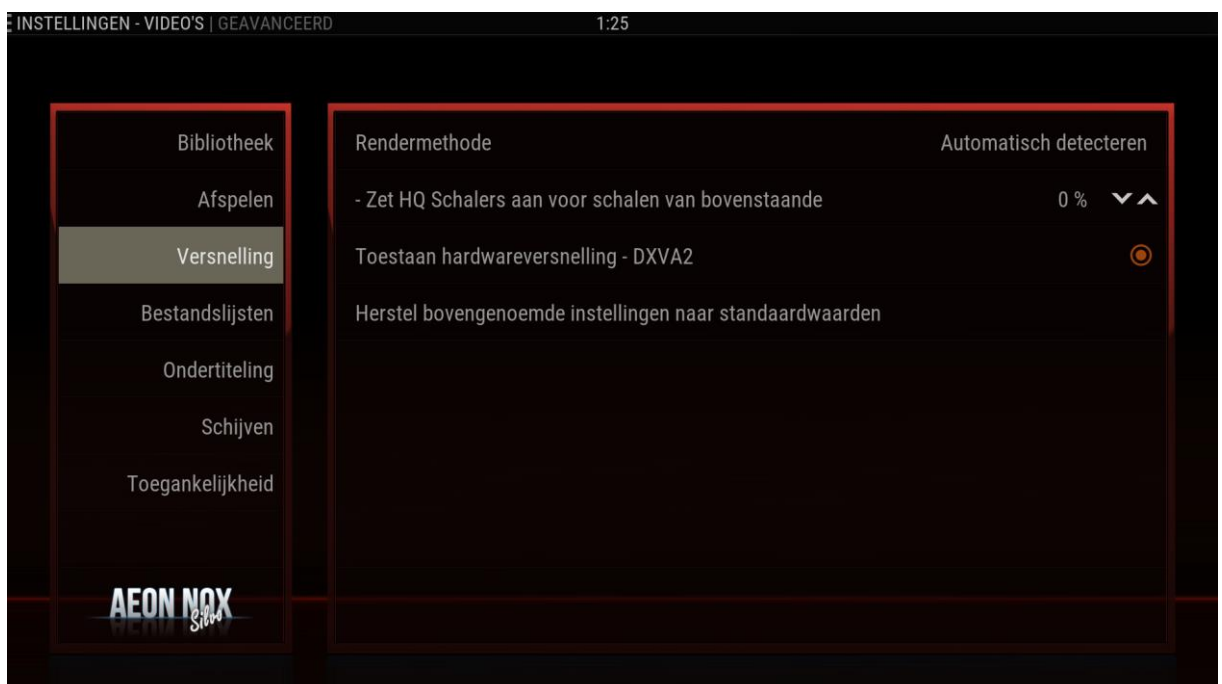 INSTELLINGEN - VIDEO'S | GEAVANCEERD
1:25
Bibliotheek
Afspelen
Versnelling
Bestandslijsten
Ondertiteling
Schijven
Toegankelijkheid
AEON NOX
Silvo
Rendermethode Automatisch detecteren
- Zet HQ Schalers aan voor schalen van bovenstaande 0 %
Toestaan hardwareversnelling - DXVA2
Herstel bovengenoemde instellingen naar standaardwaarden